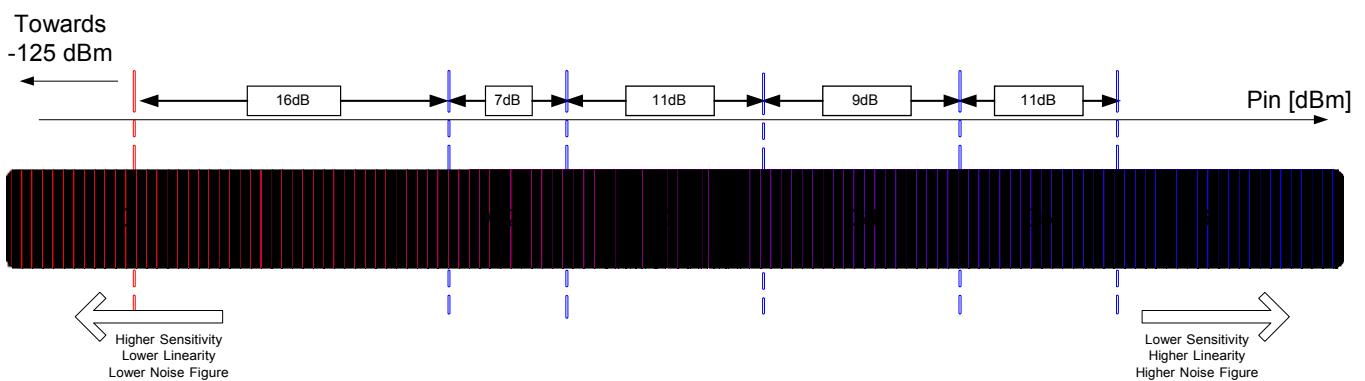 Towards
-125 dBm
16dB
7dB
11dB
9dB
11dB
Pin [dBm]
Higher Sensitivity
Lower Linearity
Lower Noise Figure
Lower Sensitivity
Higher Linearity
Higher Noise Figure